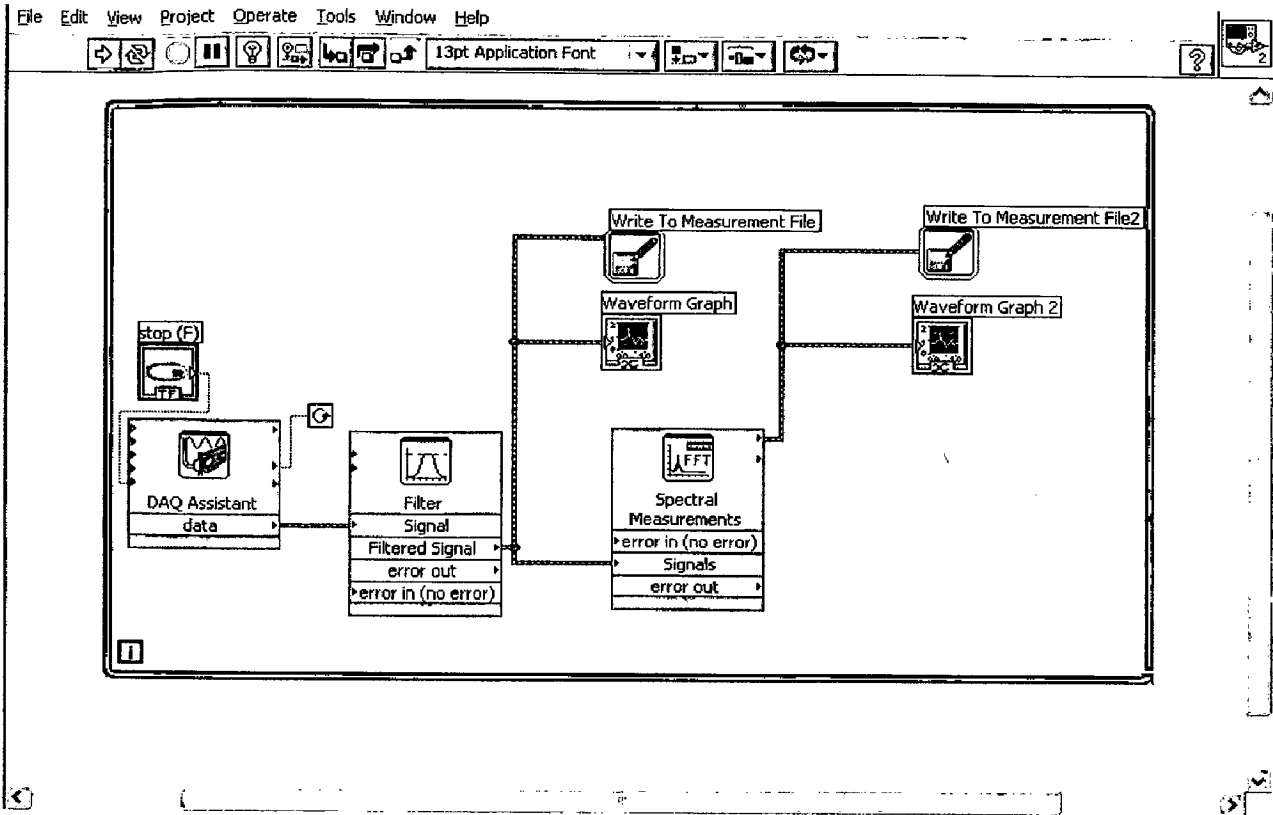 File Edit View Project Operate Tools Window Help
13pt Application Font
?
2
Write To Measurement File
Write To Measurement File2
Waveform Graph
Waveform Graph 2
stop (F)
TF
DAQ Assistant
data
Filter
Signal
Filtered Signal
error out
error in (no error)
FFT
Spectral
Measurements
error in (no error)
Signals
error out
i